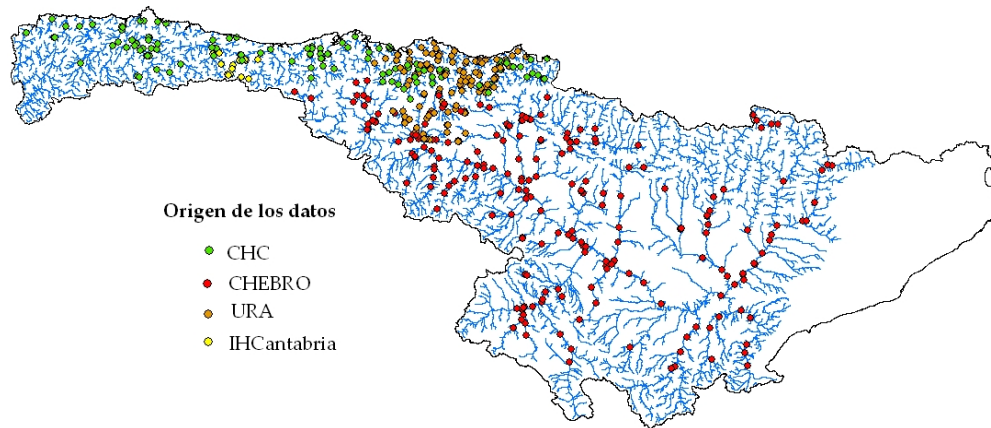 Origen de los datos
CHC
CHEBRO
URA
IHCantabria